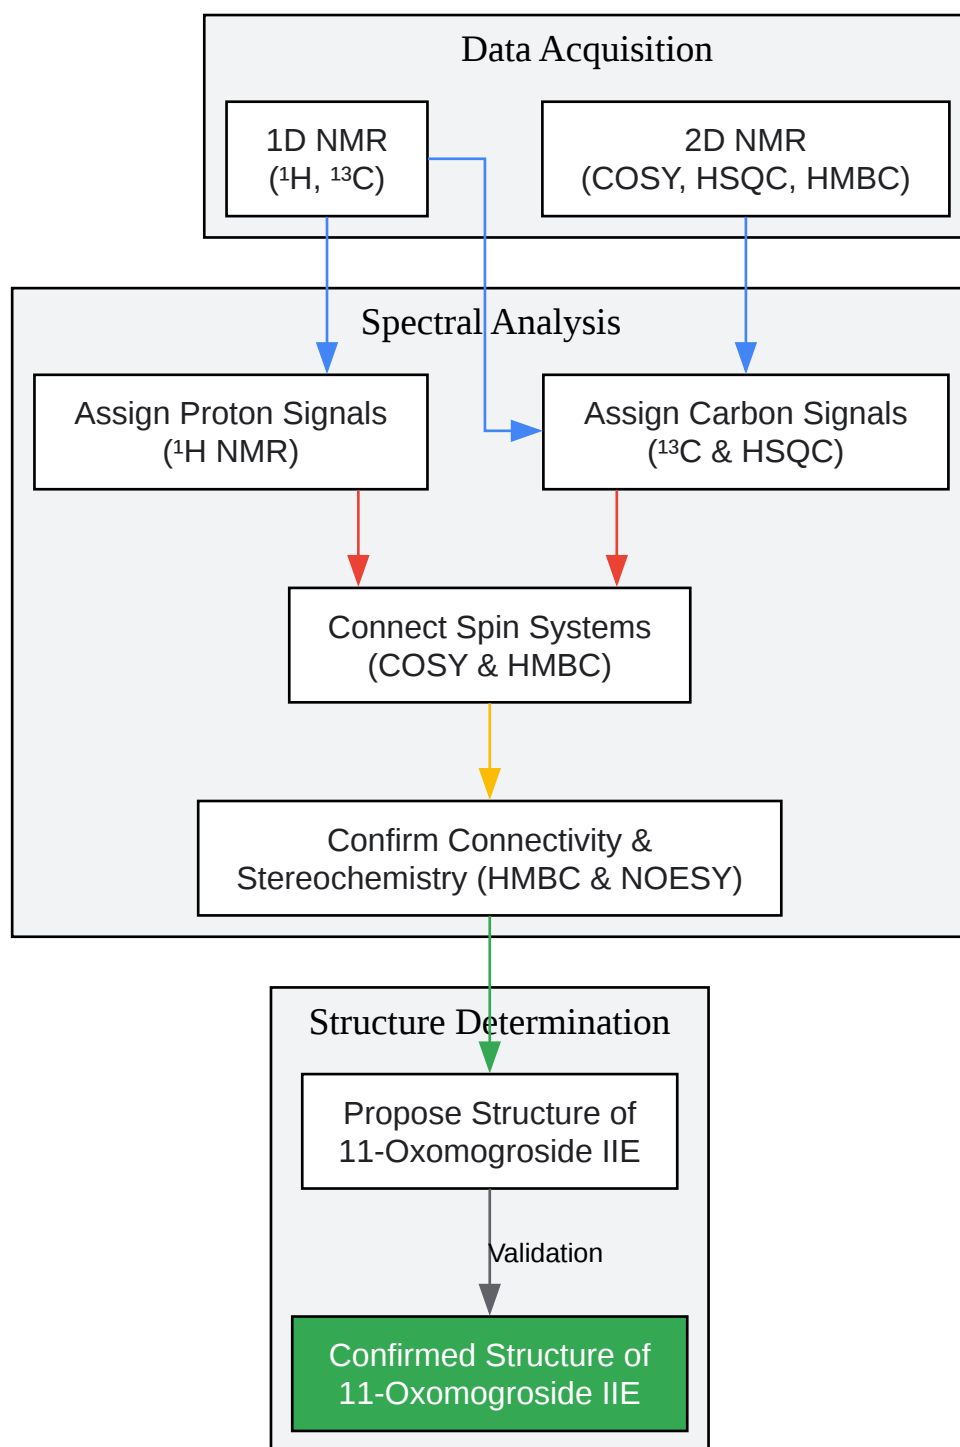 Data Acquisition
1D NMR
(¹H, ¹³C)
2D NMR
(COSY, HSQC, HMBC)
Spectral Analysis
Assign Proton Signals
(¹H NMR)
Assign Carbon Signals
(¹³C & HSQC)
Connect Spin Systems
(COSY & HMBC)
Confirm Connectivity &
Stereochemistry (HMBC & NOESY)
Structure Determination
Propose Structure of
11-Oxomogroside IIE
Validation
Confirmed Structure of
11-Oxomogroside IIE